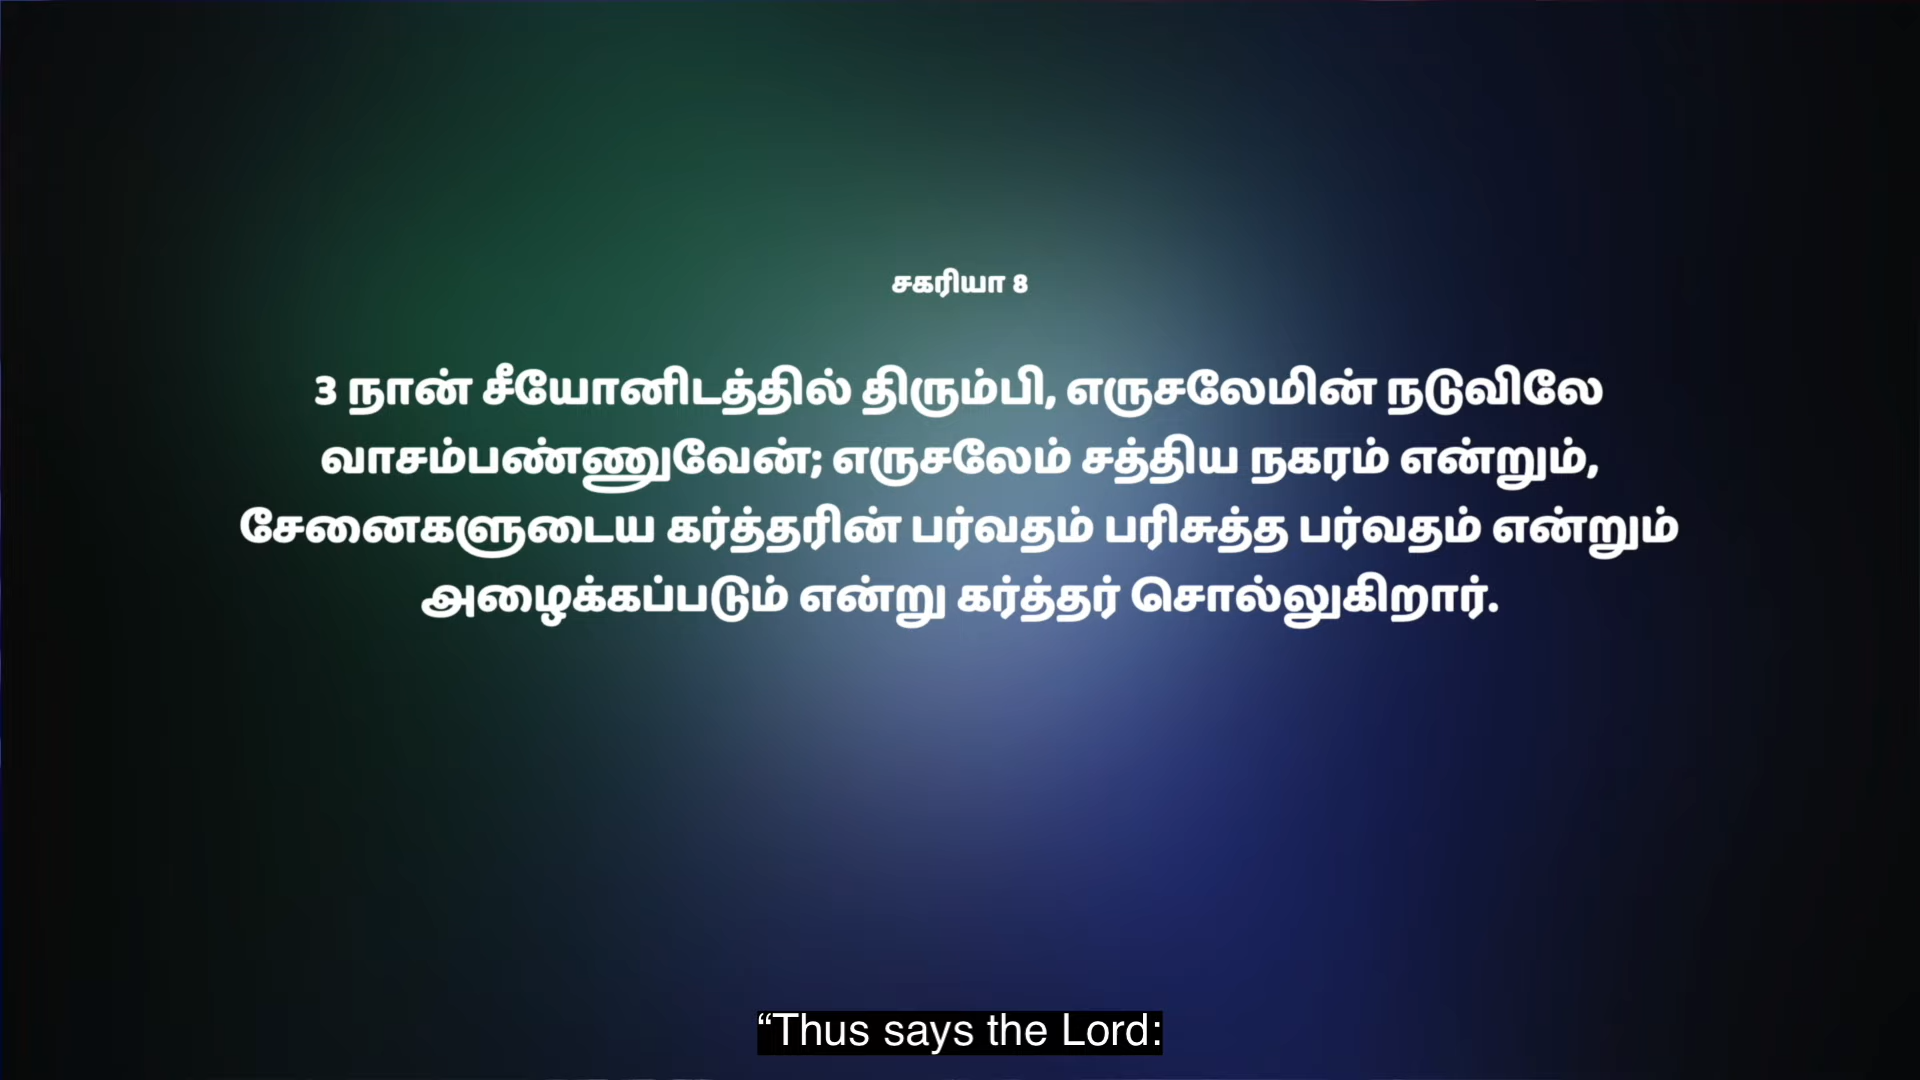 சகரியா 8
3 நான் சீயோனிடத்தில் திரும்பி, எருசலேமின் நடுவிலே
வாசம்பண்ணுவேன்; எருசலேம் சத்திய நகரம் என்றும்,
சேனைகளுடைய கர்த்தரின் பர்வதம் பரிசுத்த பர்வதம் என்றும்
அழைக்கப்படும் என்று கர்த்தர் சொல்லுகிறார்.
“Thus says the Lord: